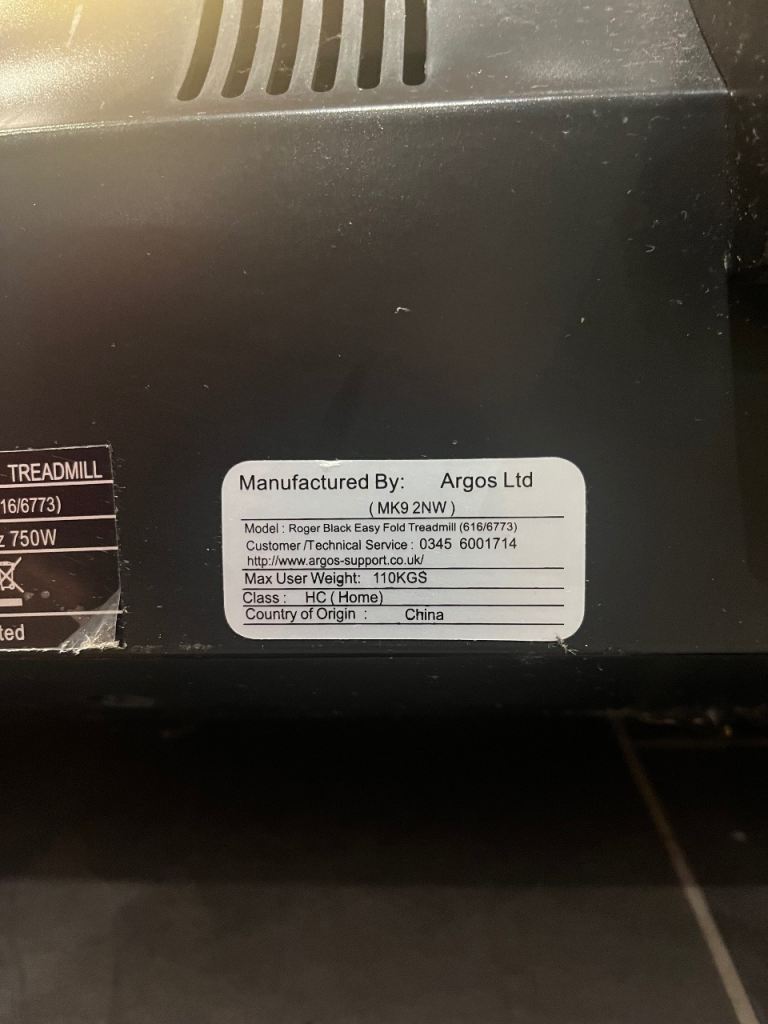 TREADMILL
16/6773)
z 750W
ted
Manufactured By: Argos Ltd
( MK9 2NW )
Model : Roger Black Easy Fold Treadmill (616/6773)
Customer /Technical Service : 0345 6001714
http://www.argos-support.co.uk/
Max User Weight: 110KGS
Class : HC ( Home)
Country of Origin : China